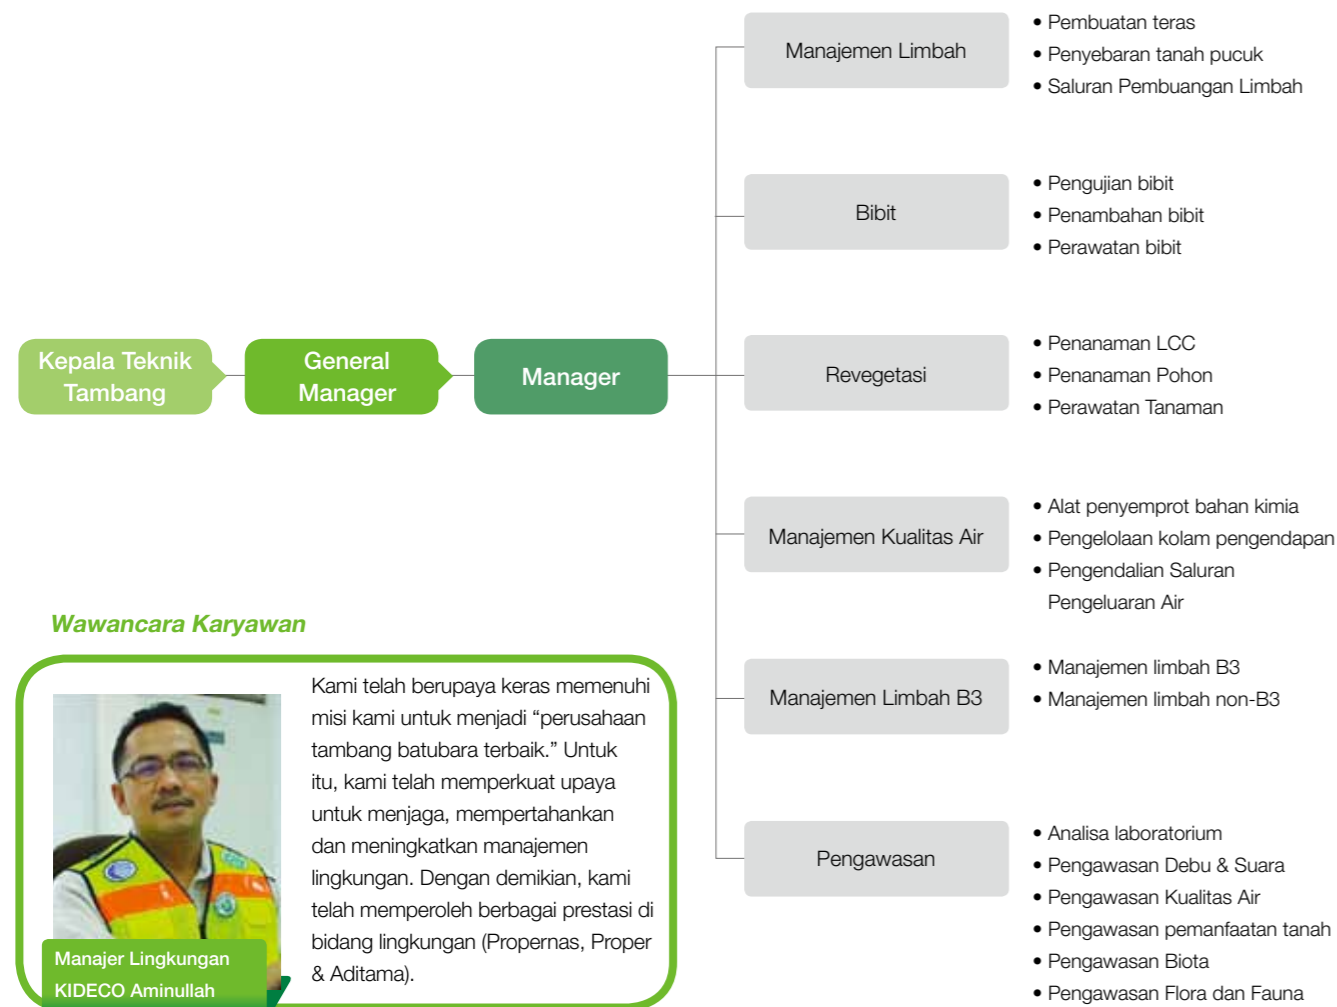 Manajemen Limbah
• Pembuatan teras
• Penyebaran tanah pucuk
• Saluran Pembuangan Limbah
Bibit
• Pengujian bibit
• Penambahan bibit
• Perawatan bibit
Kepala Teknik
Tambang
General
Manager
Manager
Revegetasi
• Penanaman LCC
• Penanaman Pohon
• Perawatan Tanaman
Manajemen Kualitas Air
• Alat penyemprot bahan kimia
• Pengelolaan kolam pengendapan
• Pengendalian Saluran
Pengeluaran Air
Manajemen Limbah B3
• Manajemen limbah B3
• Manajemen limbah non-B3
Pengawasan
• Analisa laboratorium
• Pengawasan Debu & Suara
• Pengawasan Kualitas Air
• Pengawasan pemanfaatan tanah
• Pengawasan Biota
• Pengawasan Flora dan Fauna
Wawancara Karyawan
Kami telah berupaya keras memenuhi
misi kami untuk menjadi “perusahaan
tambang batubara terbaik.” Untuk
itu, kami telah memperkuat upaya
untuk menjaga, mempertahankan
dan meningkatkan manajemen
lingkungan. Dengan demikian, kami
telah memperoleh berbagai prestasi di
bidang lingkungan (Propernas, Proper
& Aditama).
Manajer Lingkungan
KIDECO Aminullah